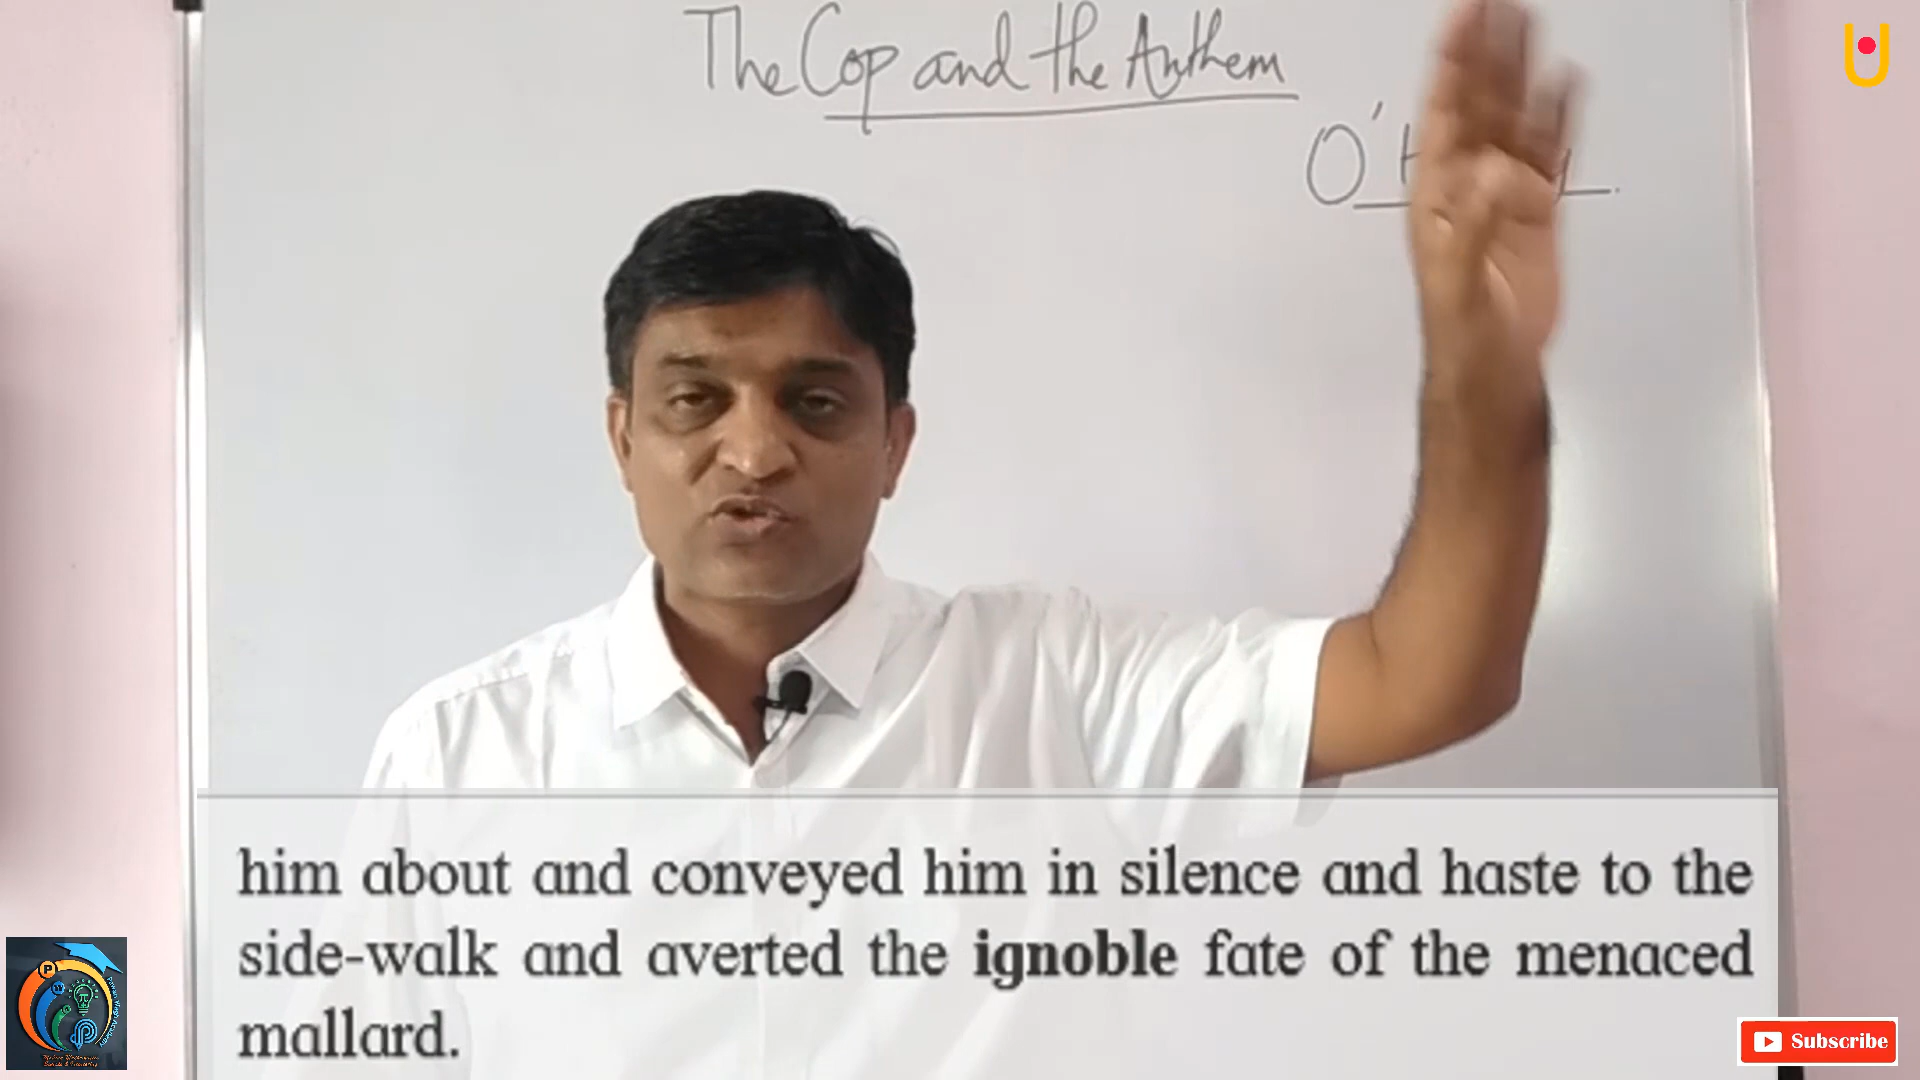 The Cop and the Anthem
him about and conveyed him in silence and haste to the
side-walk and averted the ignoble fate of the menaced
mallard.
Subscribe